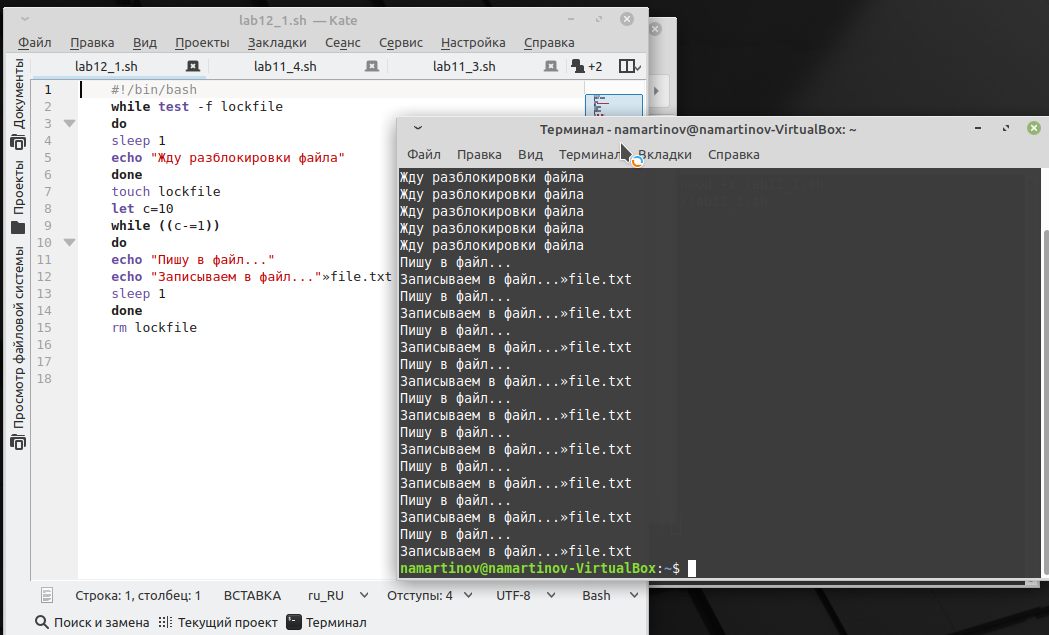 lab12_1.sh — Kate
Файл Правка Вид Проекты Закладки Сеанс Сервис Настройка Справка
lab12_1.sh lab11_4.sh lab11_3.sh +2
Документы
Проекты
Просмотр файловой системы
1 #!/bin/bash
2 while test -f lockfile
3 do
4 sleep 1
5 echo "Жду разблокировки файла"
6 done
7 touch lockfile
8 let c=10
9 while ((c-=1))
10 do
11 echo "Пишу в файл..."
12 echo "Записываем в файл..."»file.txt
13 sleep 1
14 done
15 rm lockfile
16
17
18
Терминал - namartinov@namartinov-VirtualBox: ~
Файл Правка Вид Терминал Вкладки Справка
Жду разблокировки файла
Жду разблокировки файла
Жду разблокировки файла
Жду разблокировки файла
Жду разблокировки файла
Пишу в файл...
Записываем в файл...»file.txt
Пишу в файл...
Записываем в файл...»file.txt
Пишу в файл...
Записываем в файл...»file.txt
Пишу в файл...
Записываем в файл...»file.txt
Пишу в файл...
Записываем в файл...»file.txt
Пишу в файл...
Записываем в файл...»file.txt
Пишу в файл...
Записываем в файл...»file.txt
Пишу в файл...
Записываем в файл...»file.txt
Пишу в файл...
Записываем в файл...»file.txt
namartinov@namartinov-VirtualBox:~$
Строка: 1, столбец: 1 ВСТАВКА ru_RU Отступы: 4 UTF-8 Bash
Поиск и замена Текущий проект Терминал